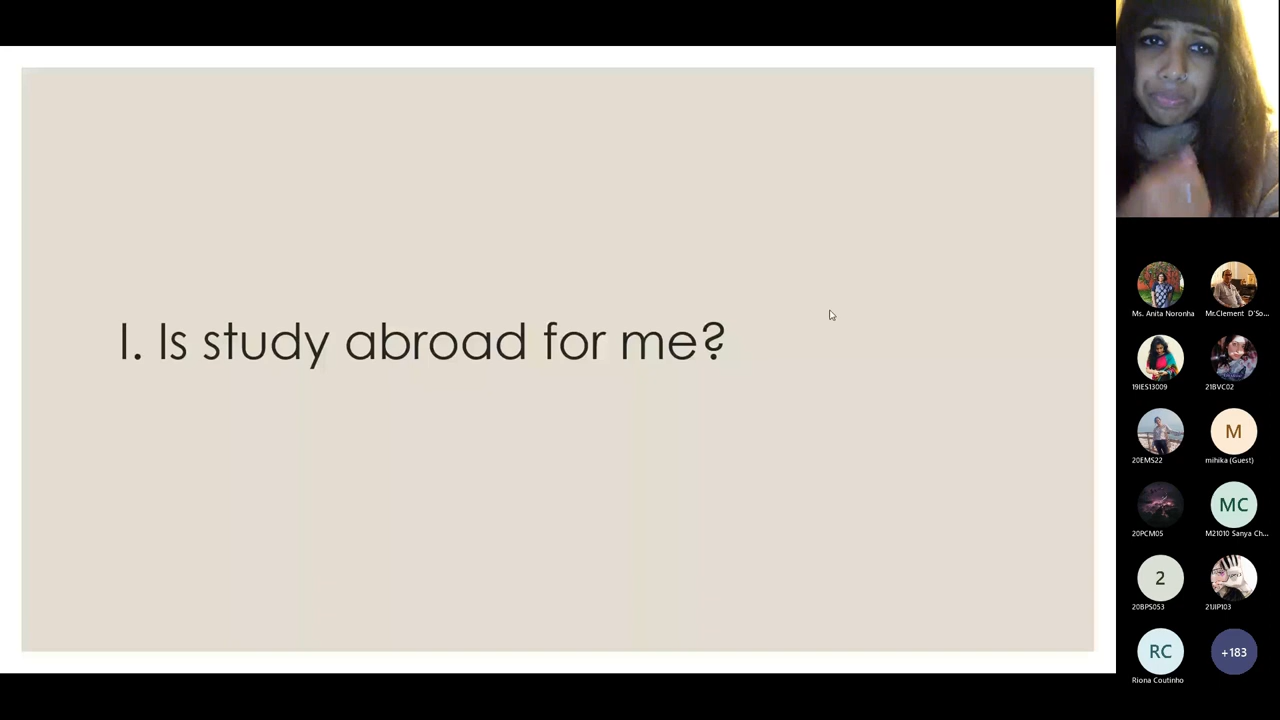 I. Is study abroad for me?
Ms. Anita Noronha
Mr.Clement D'So...
19IES13009
21BVC02
20EMS22
M
mihika (Guest)
20PCM05
MC
M21010 Sanya Ch...
2
20BPS053
21JIP103
RC
Riona Coutinho
+183